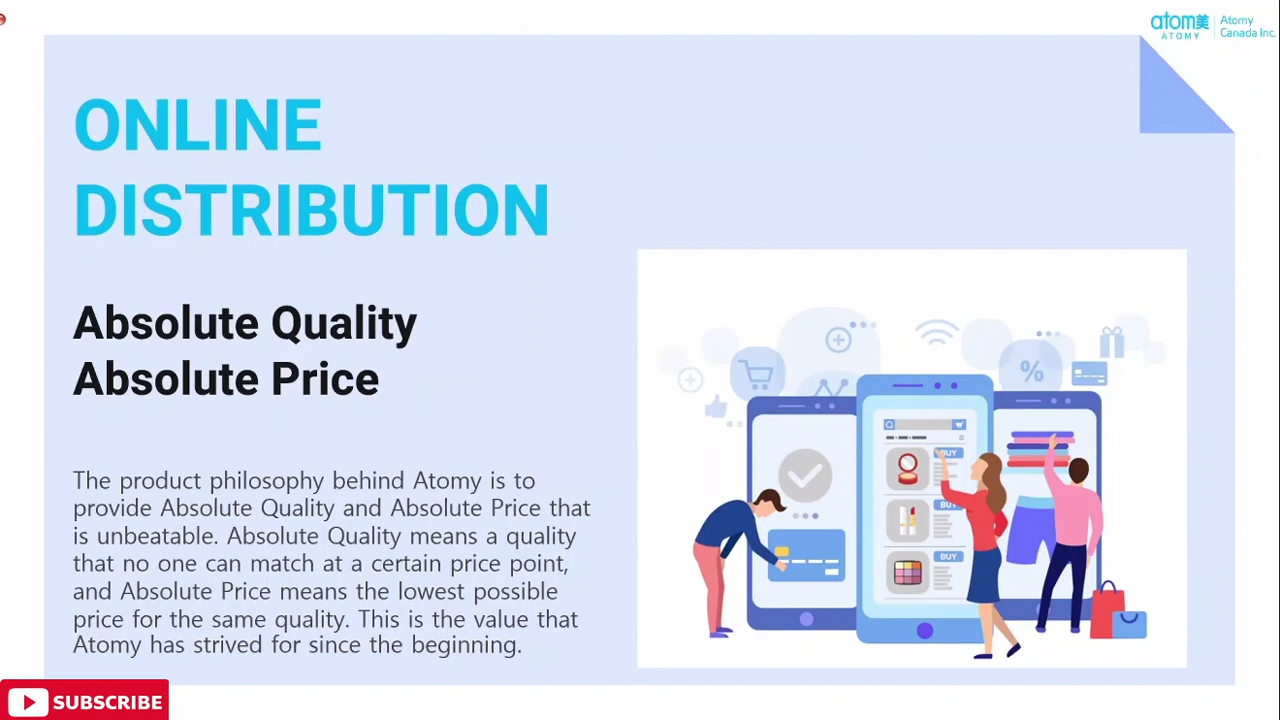 atom美
ATOMY
Atomy
Canada Inc.
ONLINE
DISTRIBUTION
Absolute Quality
Absolute Price
The product philosophy behind Atomy is to
provide Absolute Quality and Absolute Price that
is unbeatable. Absolute Quality means a quality
that no one can match at a certain price point,
and Absolute Price means the lowest possible
price for the same quality. This is the value that
Atomy has strived for since the beginning.
%
BUY
BUY
BUY
SUBSCRIBE